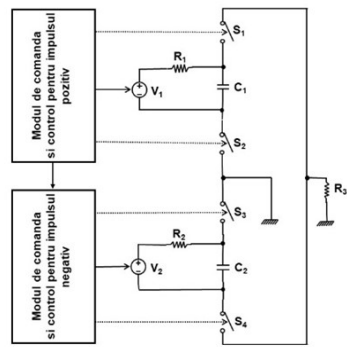 Modul de comanda
si control pentru impulsul
pozitiv
S1
R1
V1
C1
S2
R3
Modul de comanda
si control pentru impulsul
negativ
S3
R2
V2
C2
S4